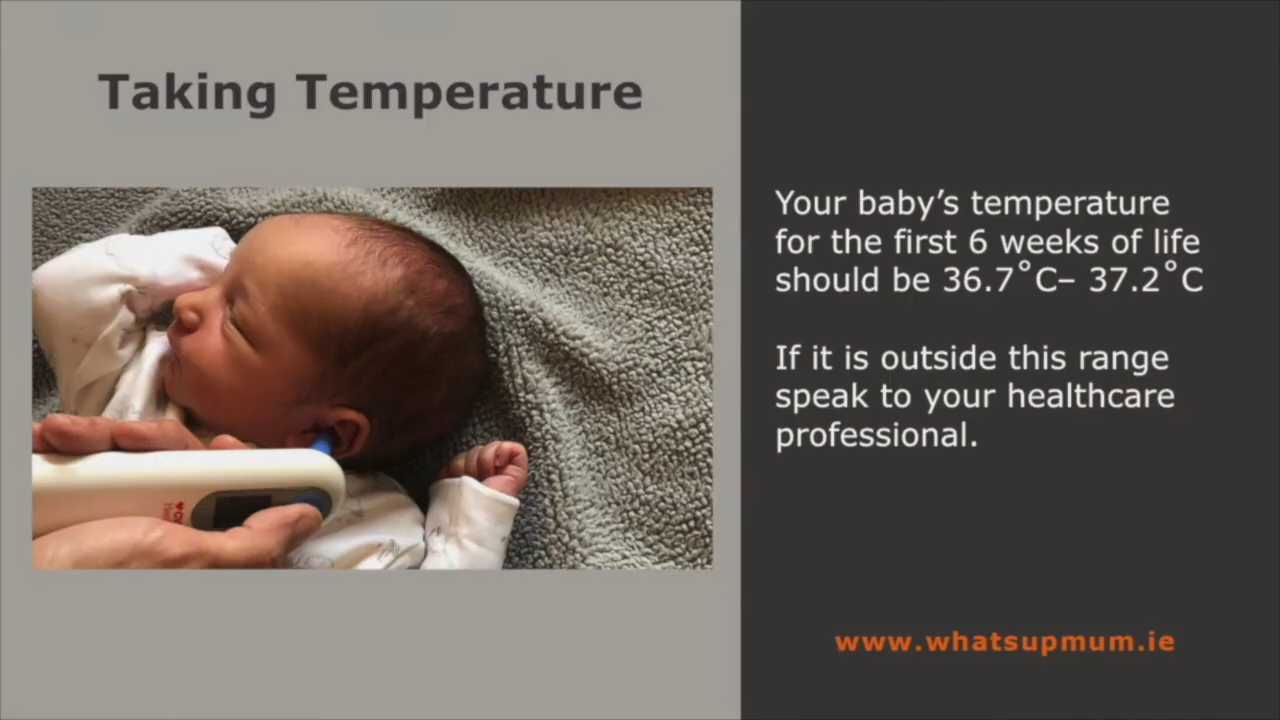 Taking Temperature
Your baby’s temperature
for the first 6 weeks of life
should be 36.7˚C– 37.2˚C
If it is outside this range
speak to your healthcare
professional.
www.whatsupmum.ie